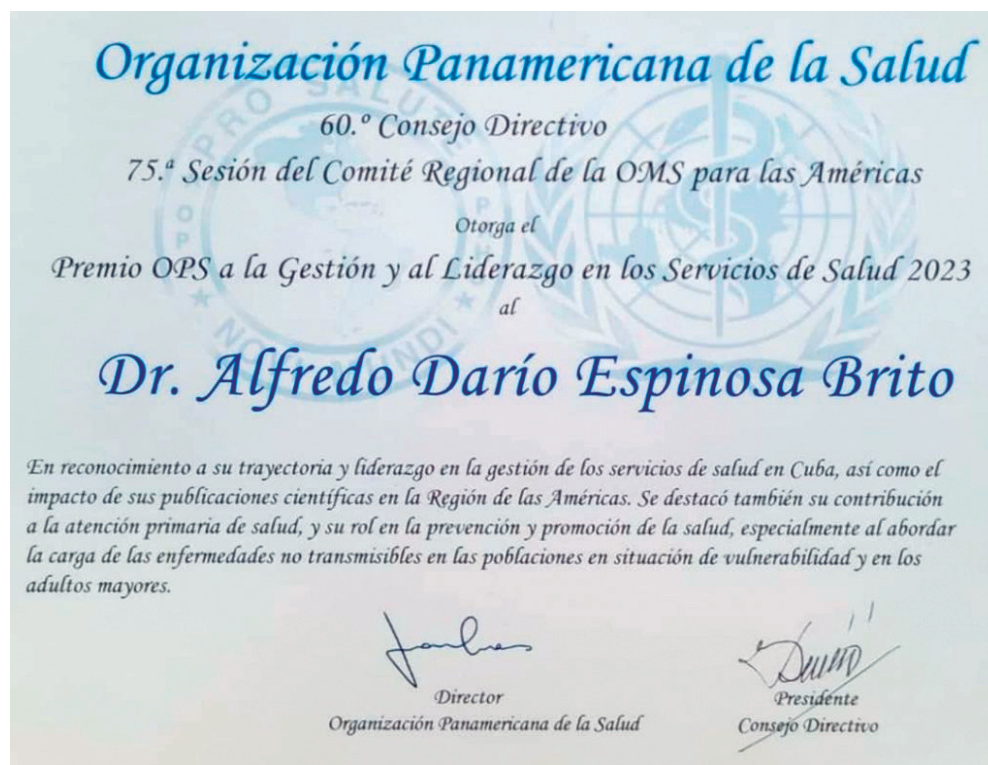 Organización Panamericana de la Salud
60.º Consejo Directivo
75.ª Sesión del Comité Regional de la OMS para las Américas
Otorga el
Premio OPS a la Gestión y al Liderazgo en los Servicios de Salud 2023
al
Dr. Alfredo Darío Espinosa Brito
En reconocimiento a su trayectoria y liderazgo en la gestión de los servicios de salud en Cuba, así como el
impacto de sus publicaciones científicas en la Región de las Américas. Se destacó también su contribución
a la atención primaria de salud, y su rol en la prevención y promoción de la salud, especialmente al abordar
la carga de las enfermedades no transmisibles en las poblaciones en situación de vulnerabilidad y en los
adultos mayores.
Director
Organización Panamericana de la Salud
Presidente
Consejo Directivo
PRO SALUTE